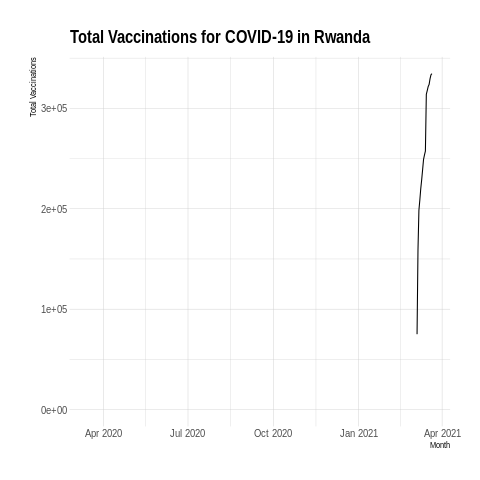 Total Vaccinations for COVID-19 in Rwanda
Total Vaccinations
3e+05
2e+05
1e+05
0e+00
Apr 2020 Jul 2020 Oct 2020 Jan 2021 Apr 2021
Month